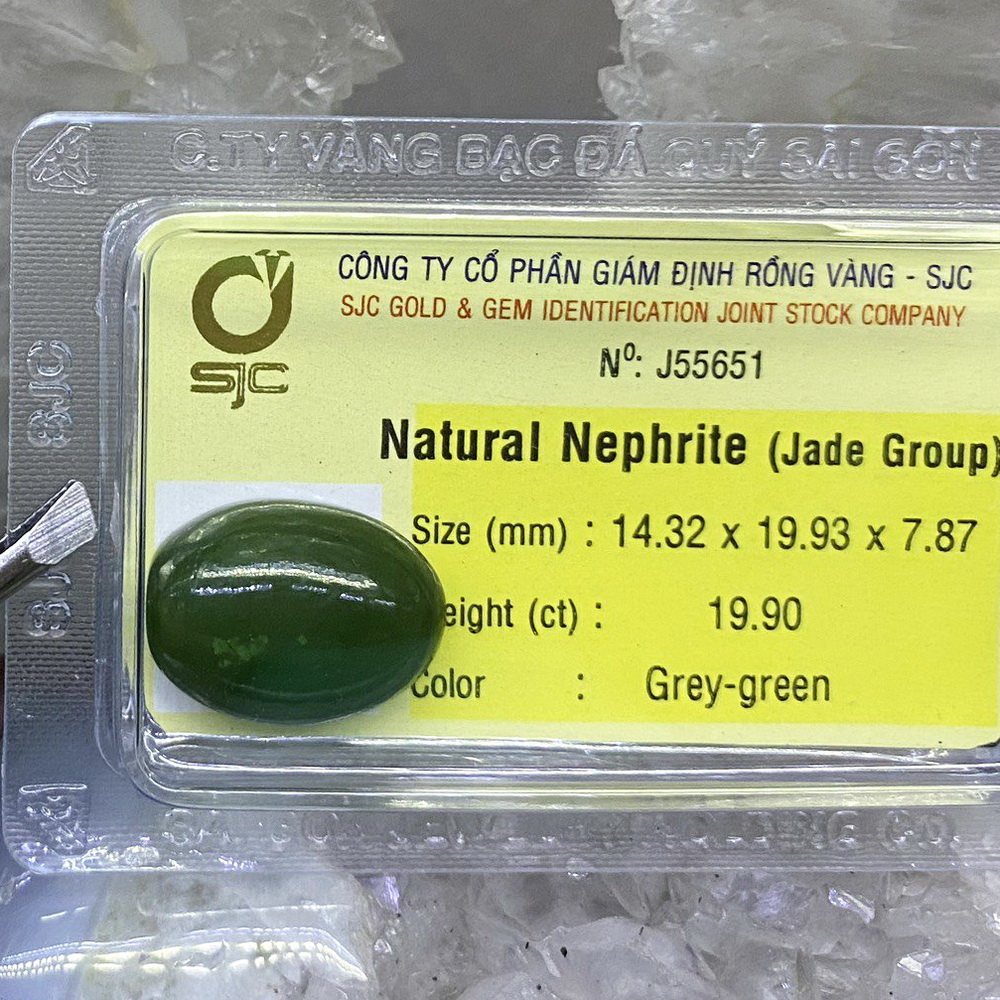 C.TY VÀNG BẠC ĐÁ QUÝ SÀI GÒN
SJC
CÔNG TY CỔ PHẦN GIÁM ĐỊNH RỒNG VÀNG - SJC
SJC GOLD & GEM IDENTIFICATION JOINT STOCK COMPANY
Nº: J55651
sjc
Natural Nephrite (Jade Group)
Size (mm) : 14.32 x 19.93 x 7.87
eight (ct) : 19.90
Color : Grey-green